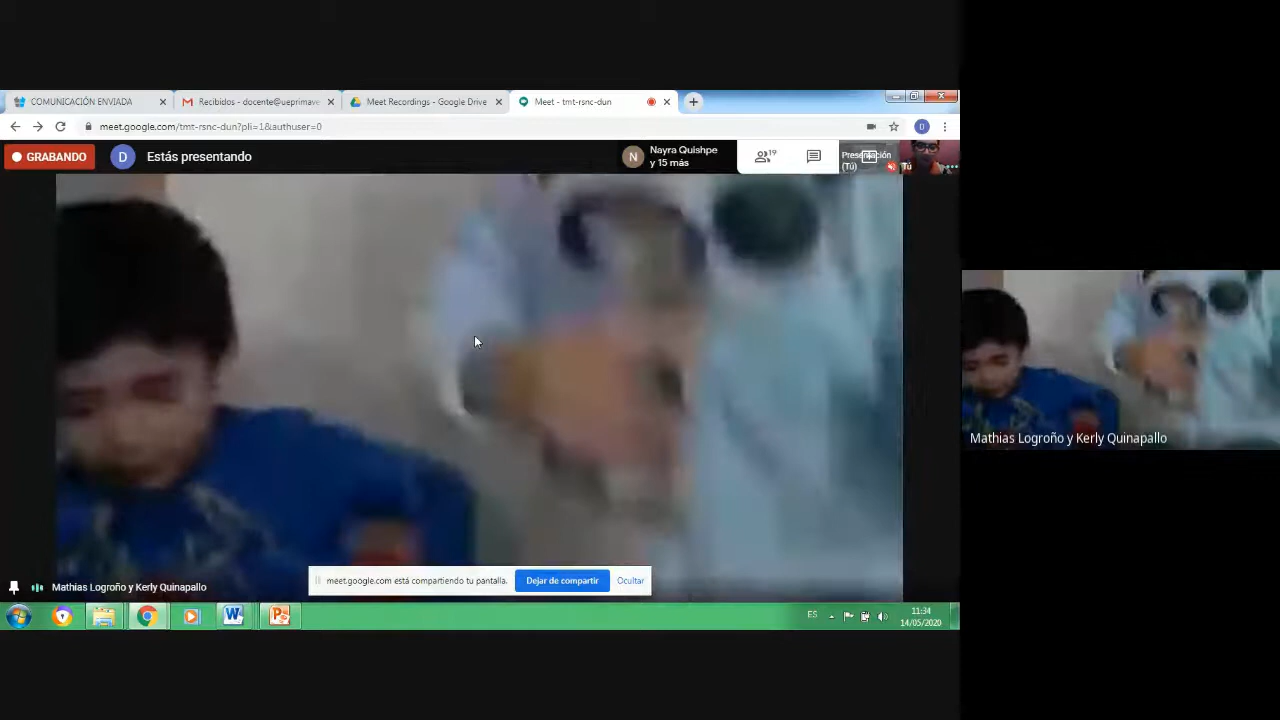 COMUNICACIÓN ENVIADA
Recibidos - docente@ueprimave
Meet Recordings - Google Drive
Meet - tmt-rsnc-dun
meet.google.com/tmt-rsnc-dun?pli=1&authuser=0
D
GRABANDO
D
Estás presentando
N
Nayra Quishpe
y 15 más
19
Presentación
(Tú)
Tú
Mathias Logroño y Kerly Quinapallo
Mathias Logroño y Kerly Quinapallo
meet.google.com está compartiendo tu pantalla.
Dejar de compartir
Ocultar
ES
11:34
14/05/2020